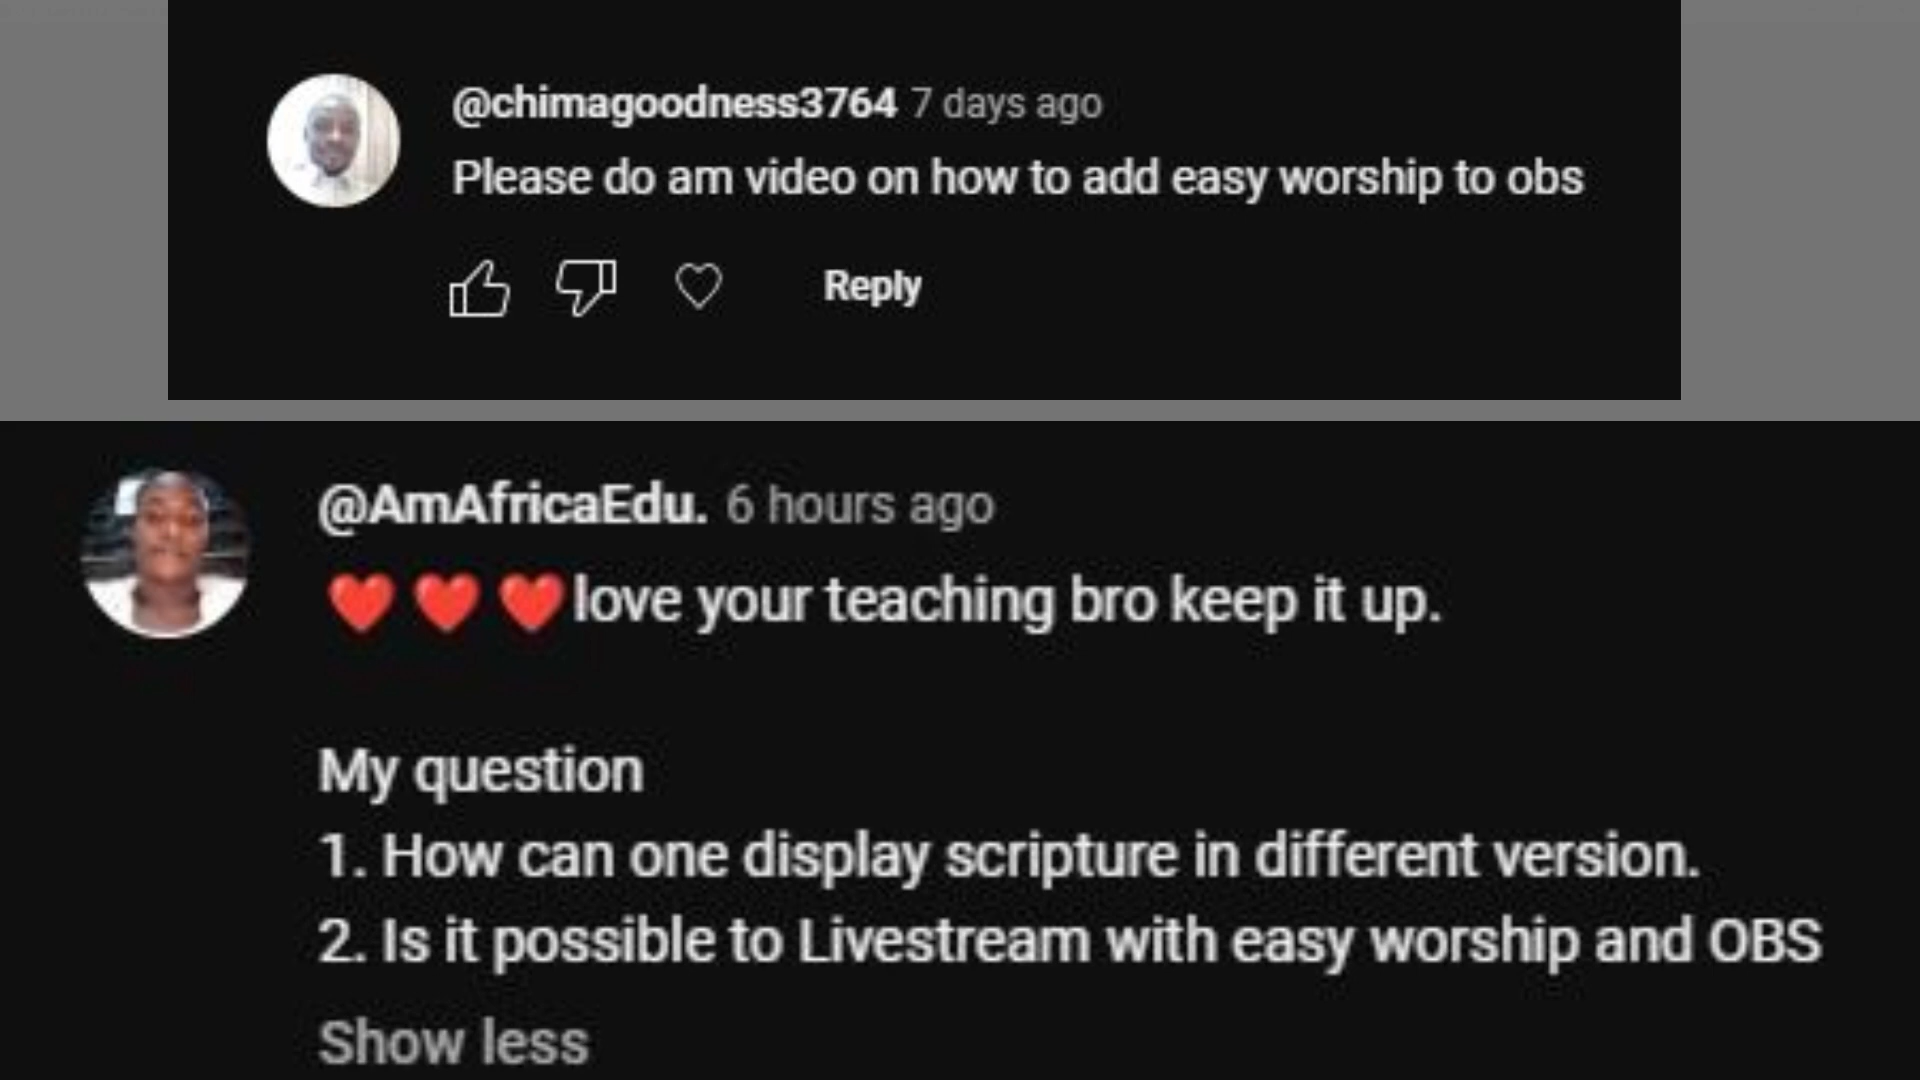 @chimagoodness3764 7 days ago
Please do am video on how to add easy worship to obs
Reply
@AmAfricaEdu. 6 hours ago
❤️❤️❤️love your teaching bro keep it up.
My question
1. How can one display scripture in different version.
2. Is it possible to Livestream with easy worship and OBS
Show less